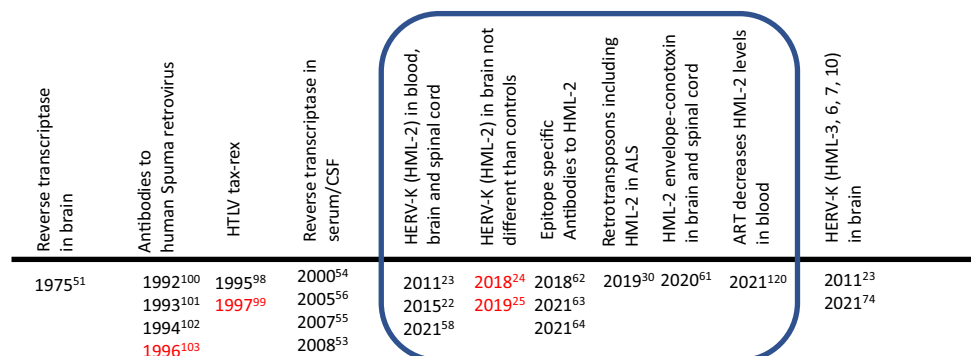 Reverse transcriptase
in brain
Antibodies to
human Spuma retrovirus
HTLV tax-rex
Reverse transcriptase in
serum/CSF
HERV-K (HML-2) in blood,
brain and spinal cord
HERV-K (HML-2) in brain not
different than controls
Epitope specific
Antibodies to HML-2
Retrotransposons including
HML-2 in ALS
HML-2 envelope-conotoxin
in brain and spinal cord
ART decreases HML-2 levels
in blood
HERV-K (HML-3, 6, 7, 10)
in brain
1975⁵¹ 1992¹⁰⁰ 1995⁹⁸ 2000⁵⁴ 2011²³ 2018²⁴ 2018⁶² 2019³⁰ 2020⁶¹ 2021¹²⁰ 2011²³
1993¹⁰¹ 1997⁹⁹ 2005⁵⁶ 2015²² 2019²⁵ 2021⁶³ 2021⁷⁴
1994¹⁰² 2007⁵⁵ 2021⁵⁸ 2021⁶⁴
1996¹⁰³ 2008⁵³